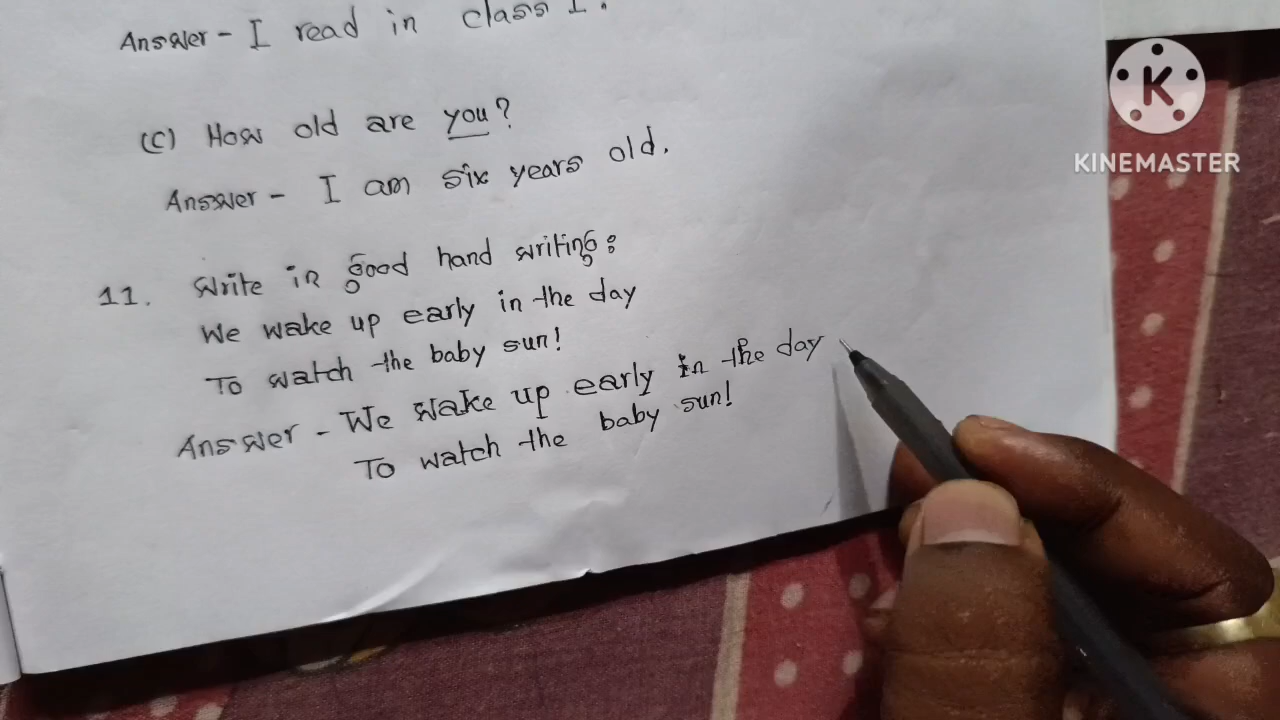 Answer - I read in class I.
(C) How old are you?
Answer - I am six years old.
11. Write in good hand writing:
We wake up early in the day
To watch the baby sun!
Answer - We wake up early in the day
To watch the baby sun!
K
KINEMASTER